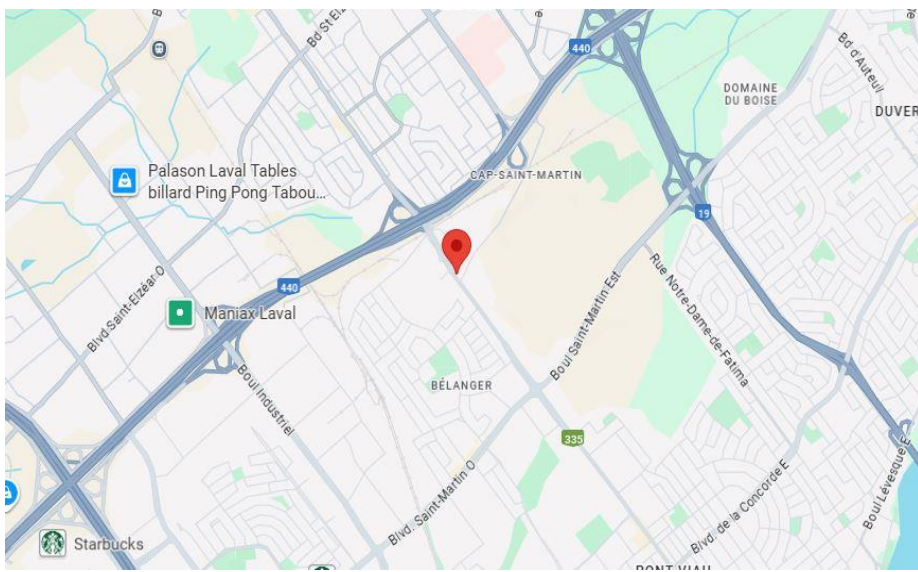 Bd St Elz
440
Bd d'Auteuil
DOMAINE
DU BOISE
DUVER
Palason Laval Tables
billard Ping Pong Tabou...
CAP-SAINT-MARTIN
19
Blvd. Saint-Elzéar O
440
Maniax Laval
Boul Saint-Martin Est
Rue Notre-Dame-de-Fatima
Boul Industriel
BÉLANGER
335
Blvd. Saint-Martin O
Blvd. de la Concorde E
Boul Lévesque E
Starbucks
PONT-VIAU